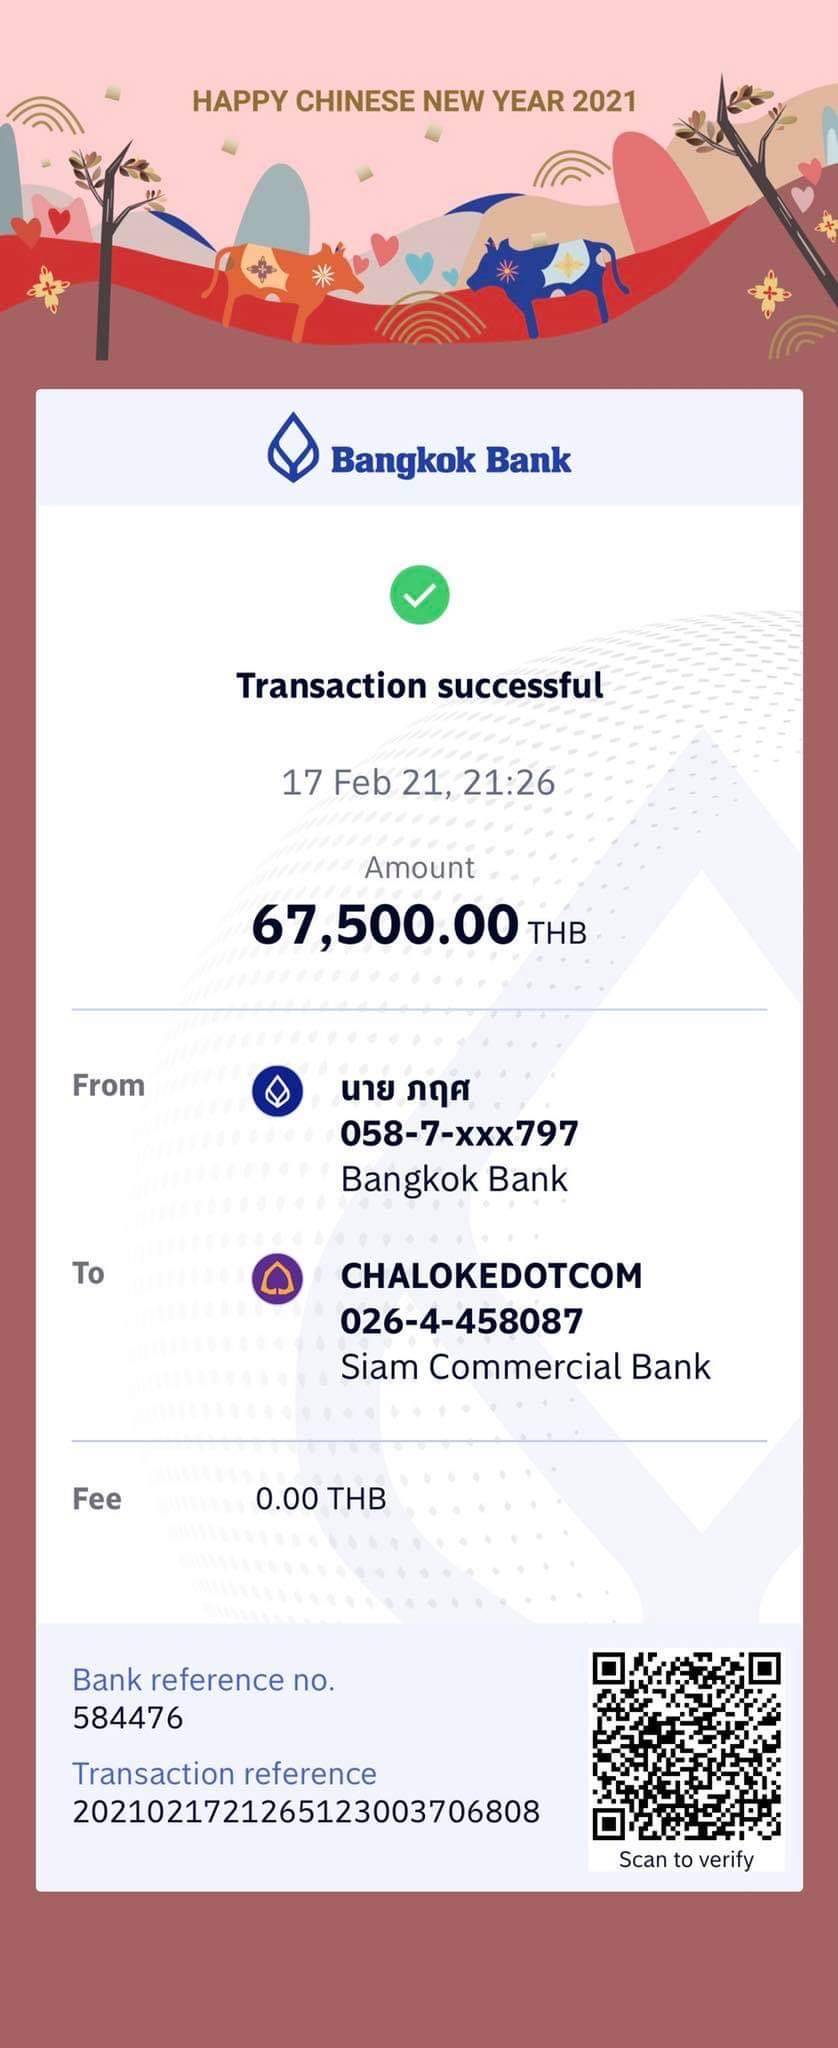 HAPPY CHINESE NEW YEAR 2021
Bangkok Bank
Transaction successful
17 Feb 21, 21:26
Amount
67,500.00 THB
From
นาย ภฤศ
058-7-xxx797
Bangkok Bank
To
CHALOKEDOTCOM
026-4-458087
Siam Commercial Bank
Fee
0.00 THB
Bank reference no.
584476
Transaction reference
2021021721265123003706808
Scan to verify